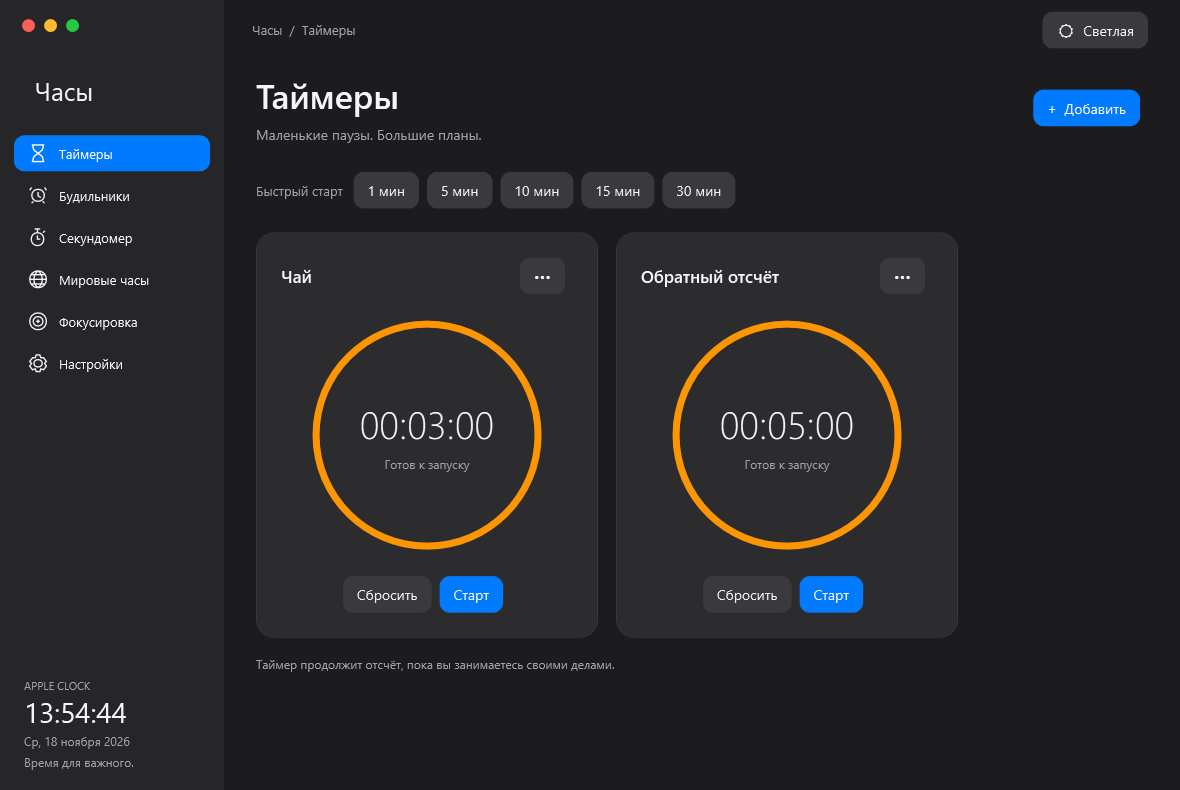 Часы
Таймеры
Будильники
Секундомер
Мировые часы
Фокусировка
Настройки
APPLE CLOCK
13:54:44
Ср, 18 ноября 2026
Время для важного.
Часы / Таймеры
Светлая
Таймеры
Маленькие паузы. Большие планы.
+ Добавить
Быстрый старт 1 мин 5 мин 10 мин 15 мин 30 мин
Чай
00:03:00
Готов к запуску
Сбросить Старт
Обратный отсчёт
00:05:00
Готов к запуску
Сбросить Старт
Таймер продолжит отсчёт, пока вы занимаетесь своими делами.